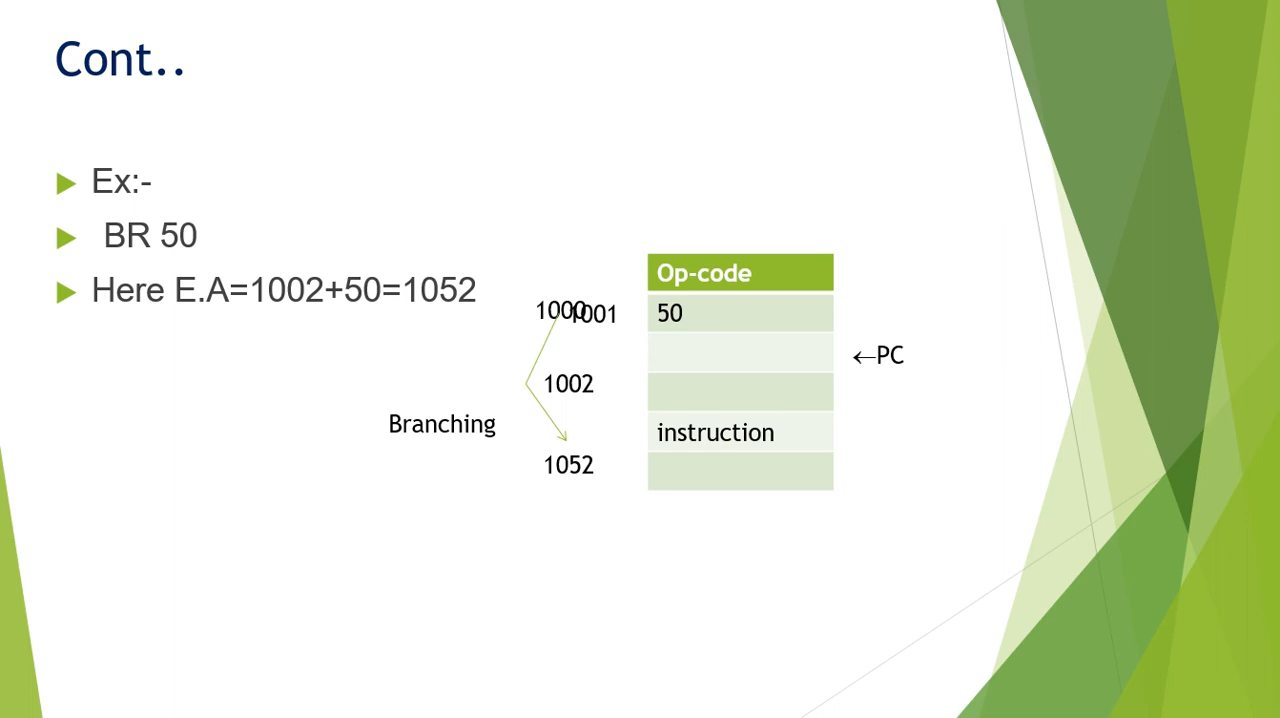 Cont..
Ex:-
BR 50
Here E.A=1002+50=1052
Op-code
1000
1001
50
←PC
1002
Branching
instruction
1052